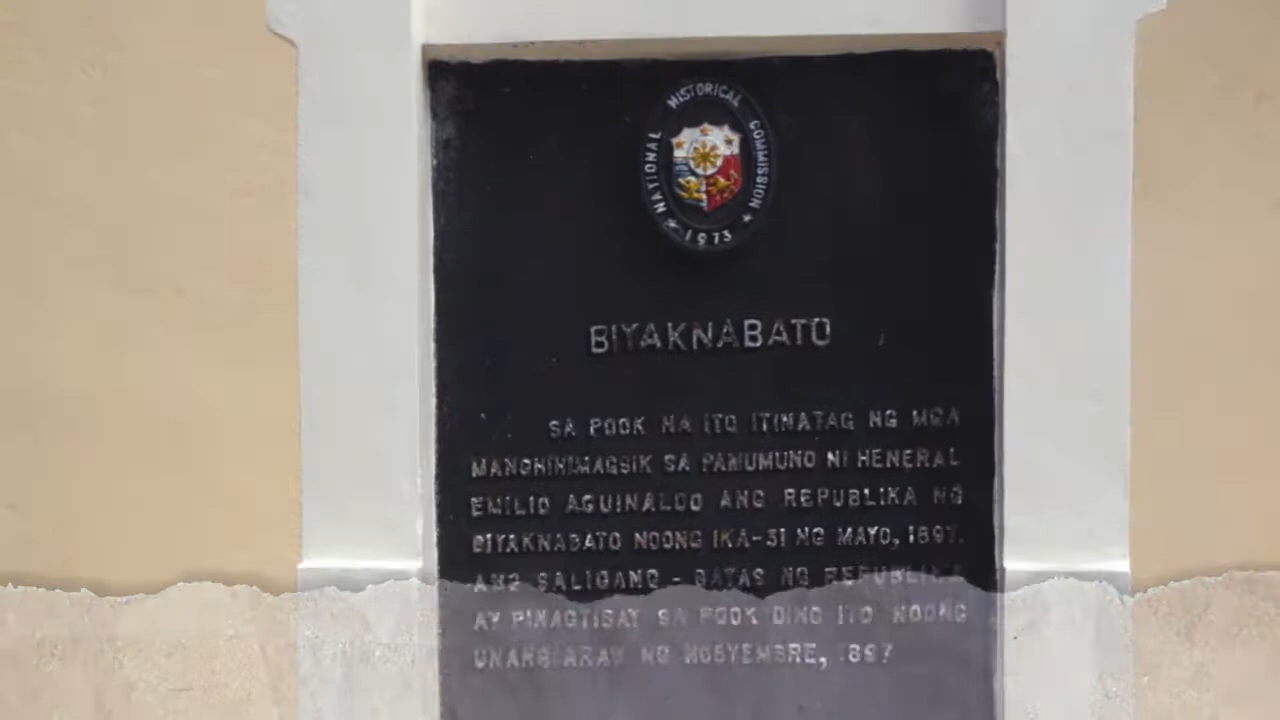 NATIONAL HISTORICAL COMMISSION
1973
BIYAKNABATO
SA POOK NA ITO ITINATAG NG MGA
MANGHIHIMAGSIK SA PAMUMUNO NI HENERAL
EMILIO AGUINALDO ANG REPUBLIKA NG
BIYAKNABATO NOONG IKA-31 NG MAYO, 1897.
ANG SALIGANG - BATAS NG REPUBLIKA
AY PINAGTIBAY SA POOK DING ITO NOONG
UNANG ARAW NG NOBYEMBRE, 1897